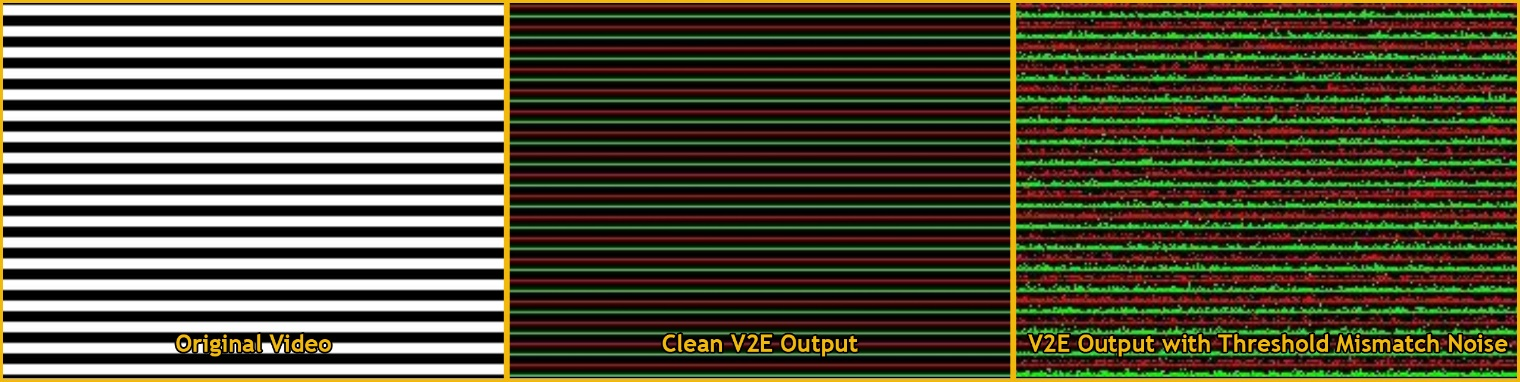 Original Video
Clean V2E Output
V2E Output with Threshold Mismatch Noise